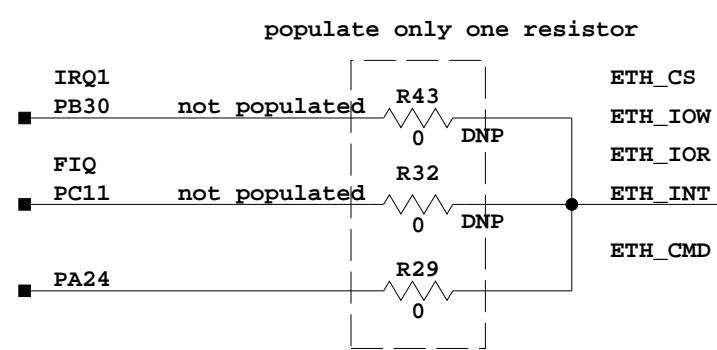 populate only one resistor
IRQ1
PB30
not populated
R43
0
DNP
FIQ
PC11
not populated
R32
0
DNP
PA24
R29
0
ETH_CS
ETH_IOW
ETH_IOR
ETH_INT
ETH_CMD